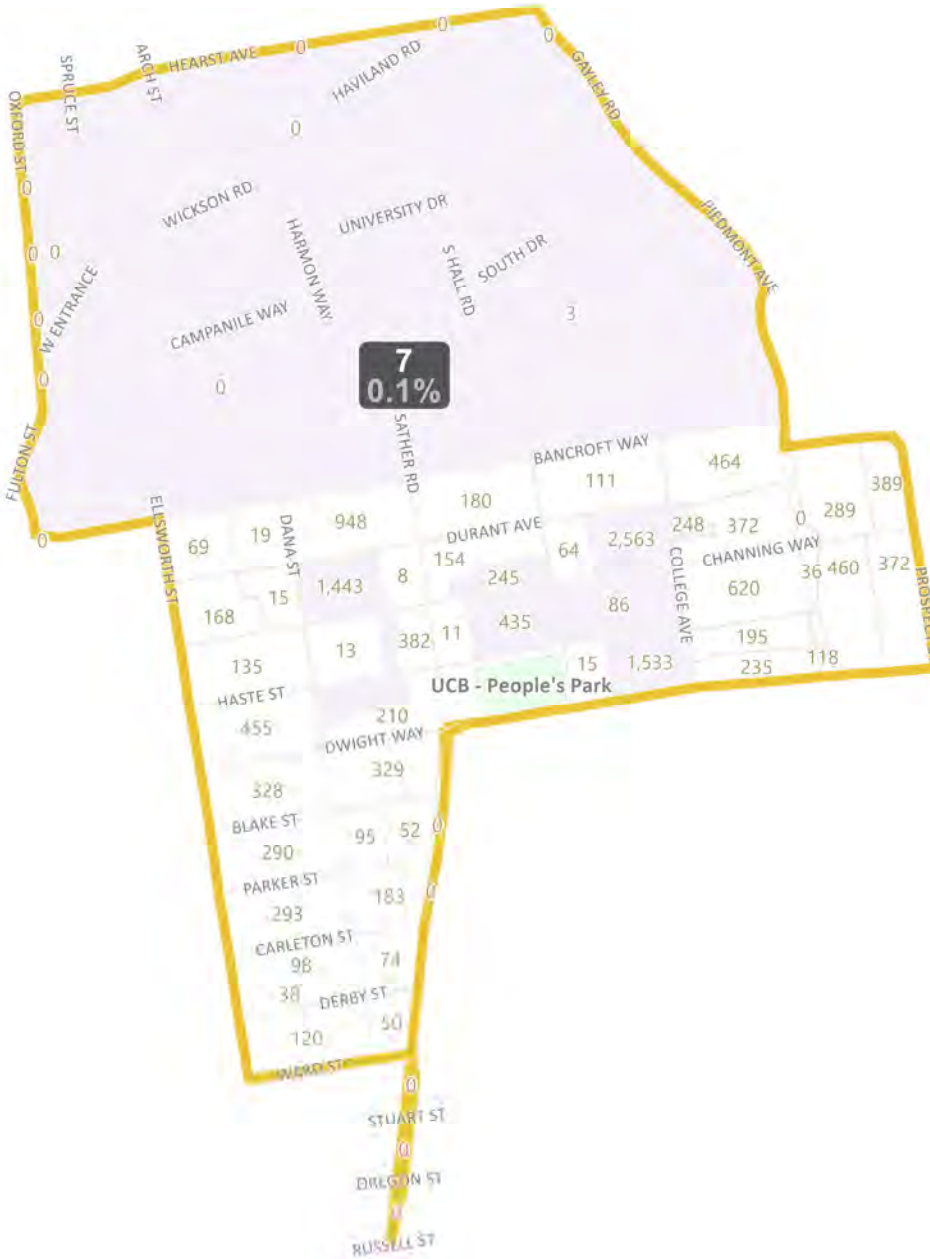 0
0
HEARST AVE
0
GAYLEY RD
ARCH ST
HAVILAND RD
SPRUCE ST
OXFORD ST
0
0
WICKSON RD
UNIVERSITY DR
PIEDMONT AVE
HARMON WAY
S HALL RD
SOUTH DR
0
0
W ENTRANCE
CAMPANILE WAY
3
0
7
0.1%
0
0
SATHER RD
FULTON ST
BANCROFT WAY
464
111
180
389
ELLSWORTH ST
69
19
DANA ST
948
DURANT AVE
2,563
248
372
0
289
0
CHANNING WAY
64
154
8
245
1,443
15
168
COLLEGE AVE
620
36
460
372
86
435
11
382
13
135
195
235
118
1,533
15
HASTE ST
UCB - People's Park
455
210
DWIGHT WAY
329
328
BLAKE ST
290
95
52
0
PARKER ST
293
183
0
CARLETON ST
98
74
38
DERBY ST
50
120
WARD ST
0
STUART ST
0
OREGON ST
RUSSELL ST